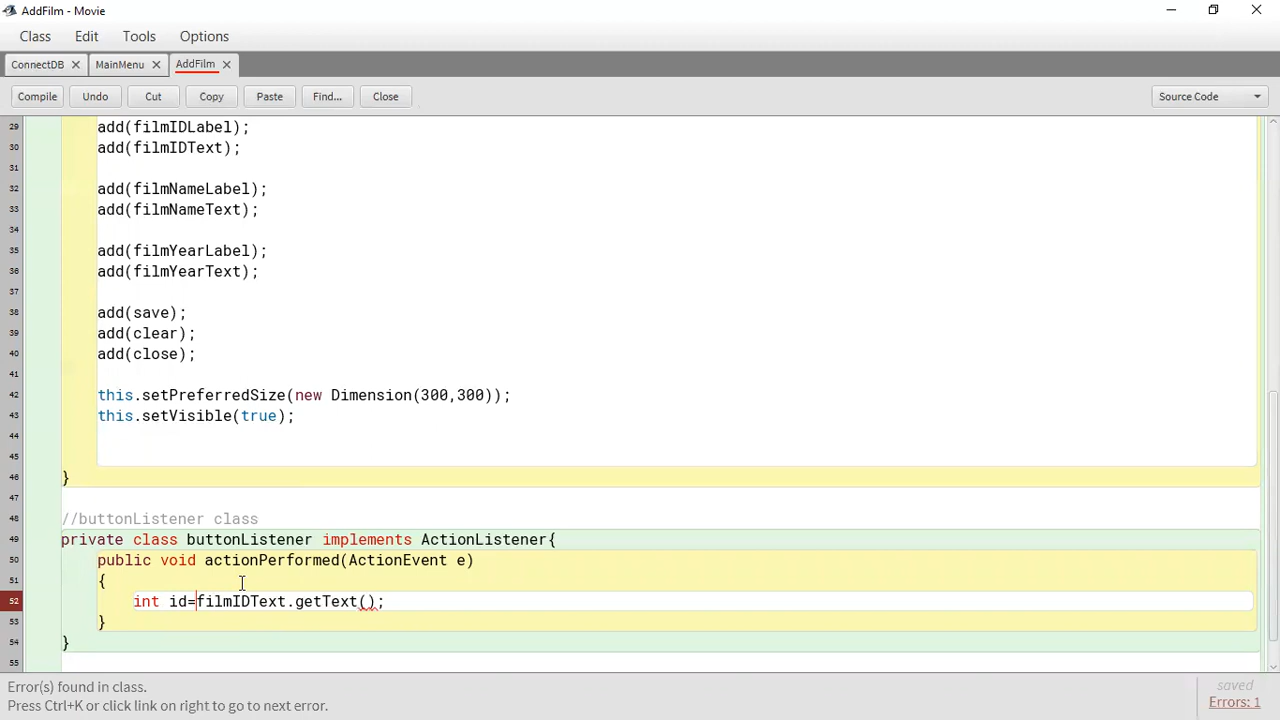 AddFilm - Movie
Class Edit Tools Options
ConnectDB MainMenu AddFilm
Compile Undo Cut Copy Paste Find... Close Source Code
29 add(filmIDLabel);
30 add(filmIDText);
31
32 add(filmNameLabel);
33 add(filmNameText);
34
35 add(filmYearLabel);
36 add(filmYearText);
37
38 add(save);
39 add(clear);
40 add(close);
41
42 this.setPreferredSize(new Dimension(300,300));
43 this.setVisible(true);
44
45
46 }
47
48 //buttonListener class
49 private class buttonListener implements ActionListener{
50 public void actionPerformed(ActionEvent e)
51 {
52 int id=filmIDText.getText();
53 }
54 }
55
Error(s) found in class.
Press Ctrl+K or click link on right to go to next error.
saved
Errors: 1